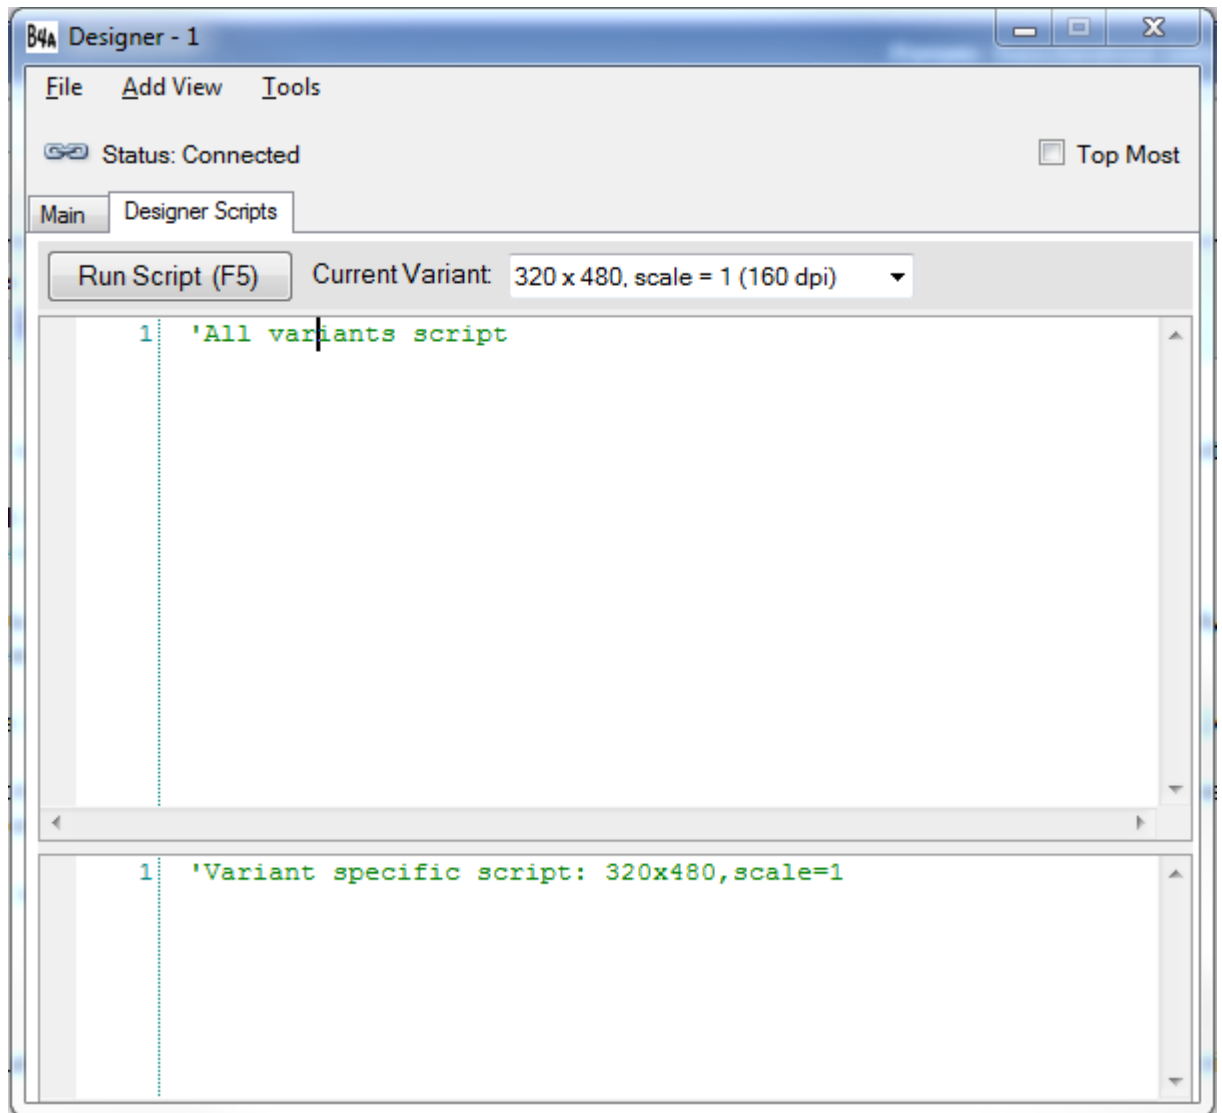 B4A Designer - 1
File Add View Tools
Status: Connected Top Most
Main Designer Scripts
Run Script (F5) Current Variant: 320 x 480, scale = 1 (160 dpi)
1 'All variants script
1 'Variant specific script: 320x480,scale=1